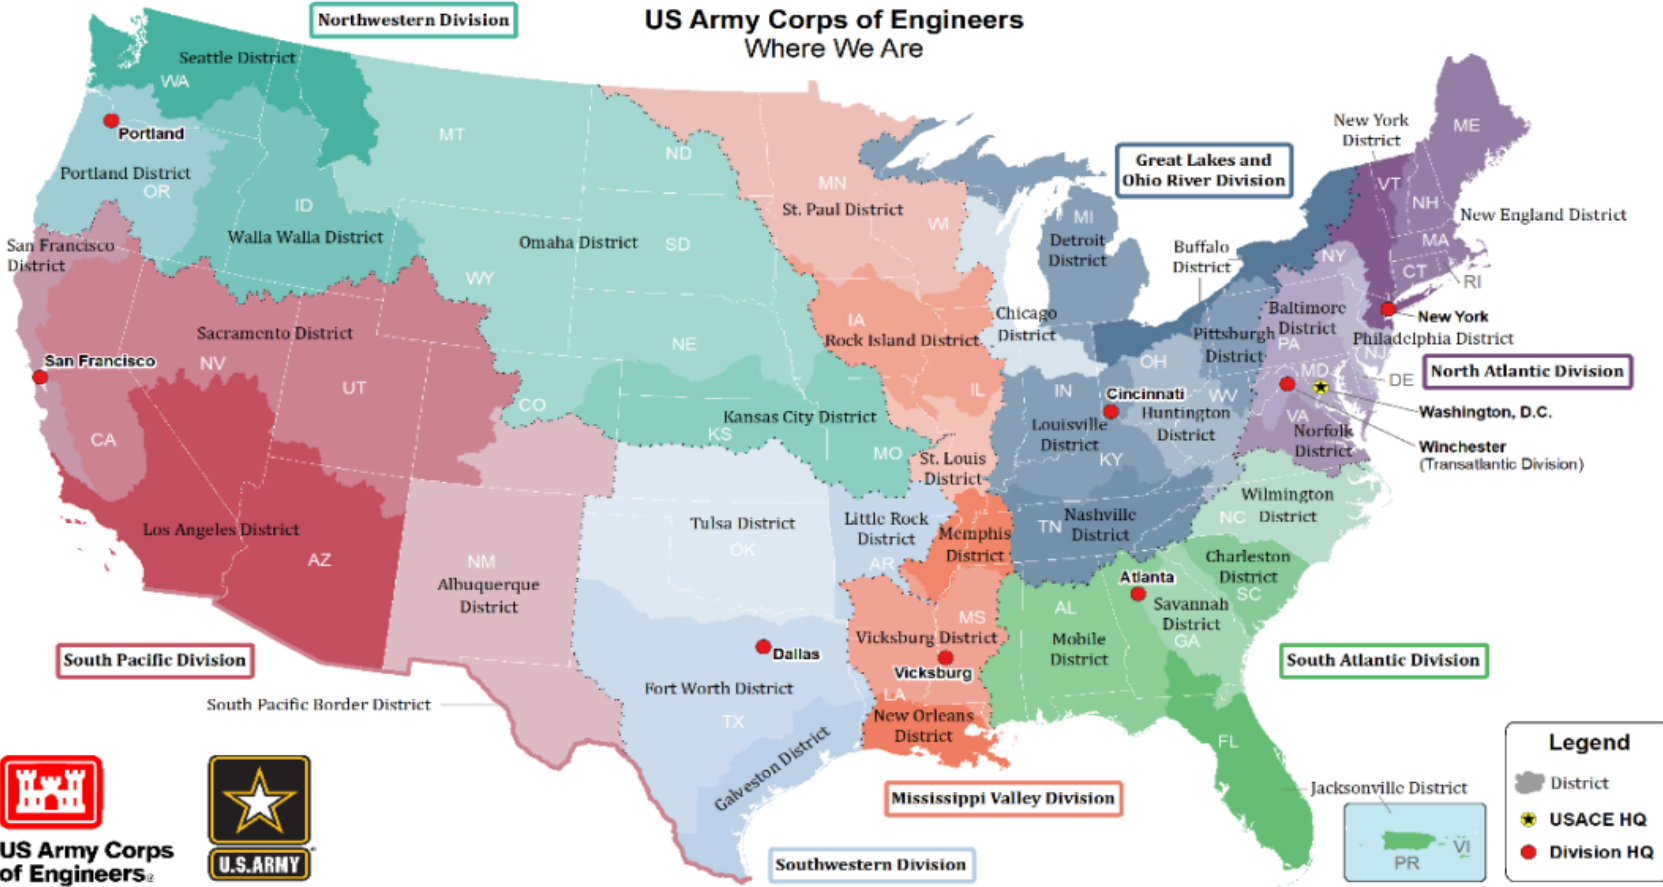 US Army Corps of Engineers
Where We Are
Northwestern Division
Seattle District
WA
Portland
Portland District
OR
ID
Walla Walla District
MT
ND
Omaha District
SD
WY
NE
CO
Kansas City District
KS
MO
San Francisco
District
Sacramento District
San Francisco
NV
UT
CA
Los Angeles District
AZ
NM
Albuquerque
District
South Pacific Division
South Pacific Border District
MN
St. Paul District
WI
IA
Rock Island District
IL
St. Louis
District
Memphis
District
MS
Vicksburg District
Vicksburg
LA
New Orleans
District
Mississippi Valley Division
Tulsa District
OK
Little Rock
District
AR
Dallas
Fort Worth District
TX
Galveston District
Southwestern Division
Great Lakes and
Ohio River Division
MI
Detroit
District
Buffalo
District
Chicago
District
Pittsburgh
District
OH
IN
Cincinnati
WV
Louisville
District
Huntington
District
KY
TN
Nashville
District
New York
District
ME
VT
NH
New England District
MA
NY
CT
RI
Baltimore
District
New York
PA
Philadelphia District
NJ
North Atlantic Division
MD
DE
Washington, D.C.
VA
Norfolk
District
Winchester
(Transatlantic Division)
Wilmington
District
NC
Charleston
District
SC
Atlanta
Savannah
District
GA
AL
Mobile
District
South Atlantic Division
FL
Jacksonville District
PR
VI
Legend
District
USACE HQ
Division HQ
US Army Corps
of Engineers®
U.S.ARMY